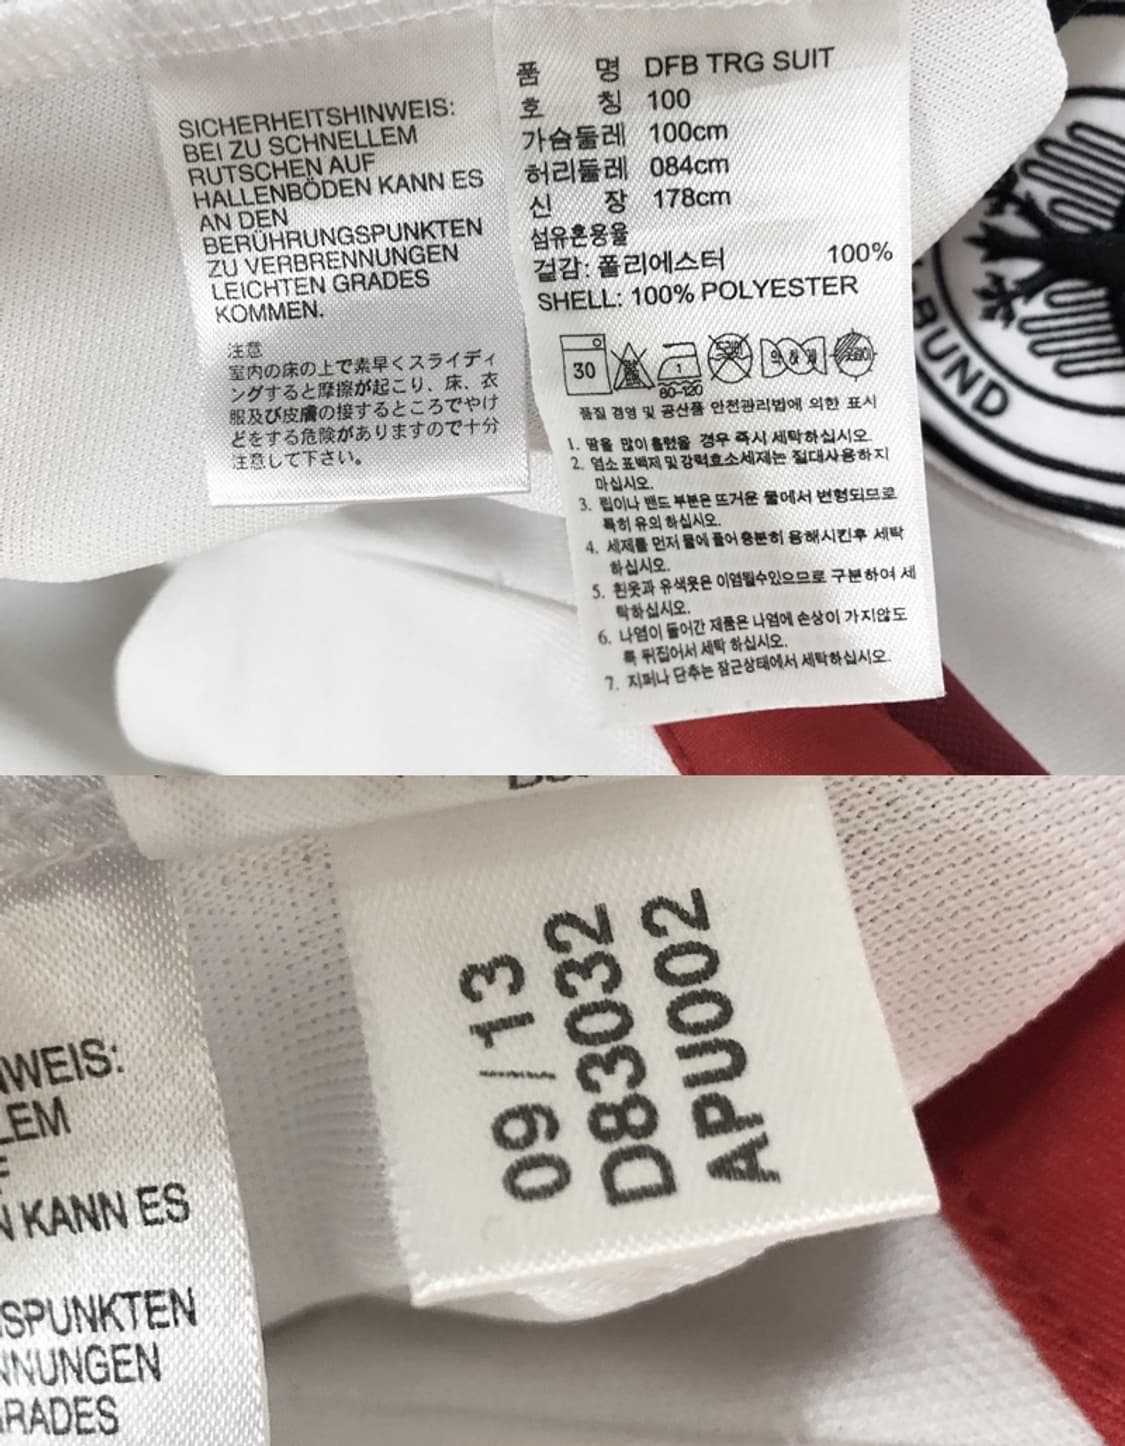 SICHERHEITSHINWEIS:
BEI ZU SCHNELLEM
RUTSCHEN AUF
HALLENBÖDEN KANN ES
AN DEN
BERÜHRUNGSPUNKTEN
ZU VERBRENNUNGEN
LEICHTEN GRADES
KOMMEN.
注意
室内の床の上で素早くスライディ
ングすると摩擦が起こり、床、衣
服及び皮膚の接するところでやけ
どをする危険がありますので十分
注意して下さい。
품 명 DFB TRG SUIT
호 칭 100
가슴둘레 100cm
허리둘레 084cm
신 장 178cm
섬유혼용율
겉감: 폴리에스터 100%
SHELL: 100% POLYESTER
30
1
80~120
품질 경영 및 공산품 안전관리법에 의한 표시
1. 땀을 많이 흘렸을 경우 즉시 세탁하십시오.
2. 염소 표백제 및 강력효소세제는 절대사용하지
마십시오.
3. 립이나 밴드 부분은 뜨거운 물에서 변형되므로
특히 유의 하십시오.
4. 세제를 먼저 물에 풀어 충분히 용해시킨후 세탁
하십시오.
5. 흰옷과 유색옷은 이염될수있으므로 구분하여 세
탁하십시오.
6. 나염이 들어간 제품은 나염에 손상이 가지않도
록 뒤집어서 세탁 하십시오.
7. 지퍼나 단추는 잠근상태에서 세탁하십시오.
BUND
09/13
D83032
APU002
WEIS:
LEM
F
N KANN ES
SPUNKTEN
NNUNGEN
RADES